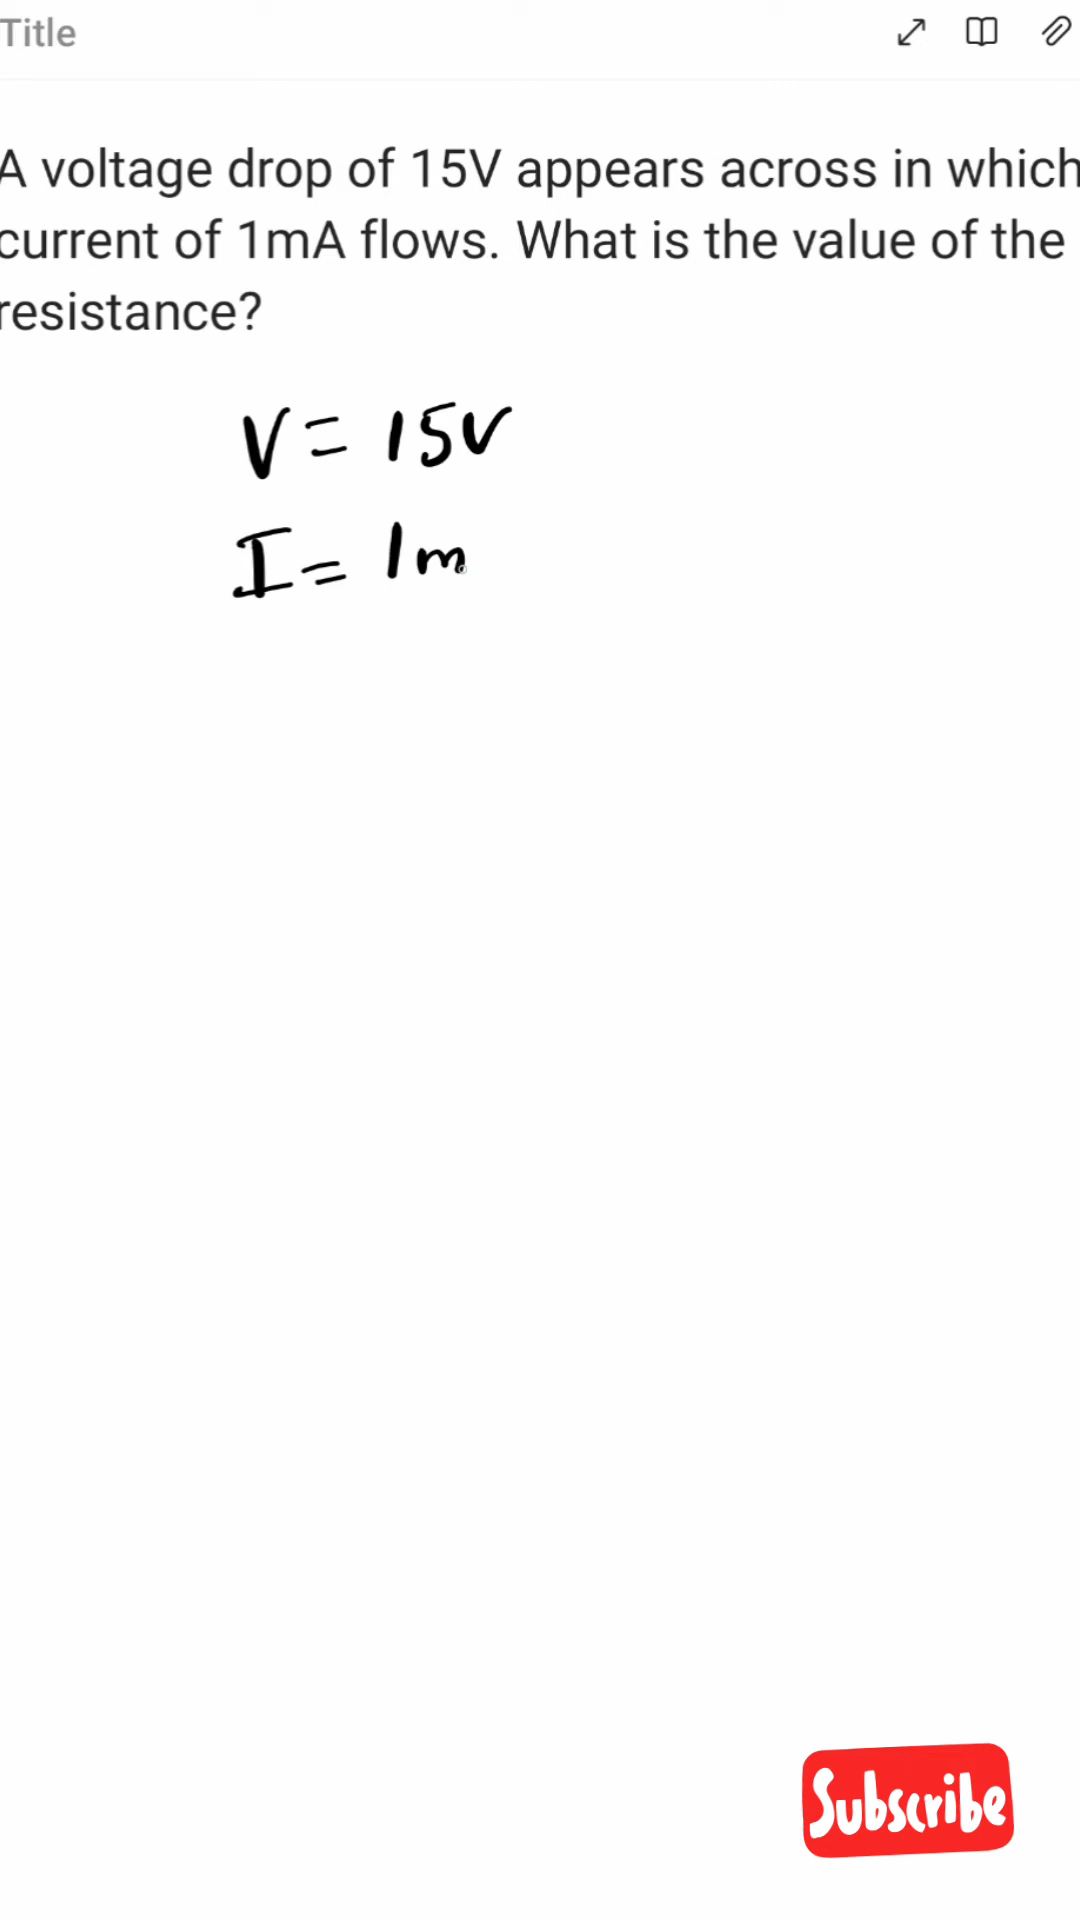 Title
A voltage drop of 15V appears across in which
current of 1mA flows. What is the value of the
resistance?
V = 15V
I = 1m
Subscribe